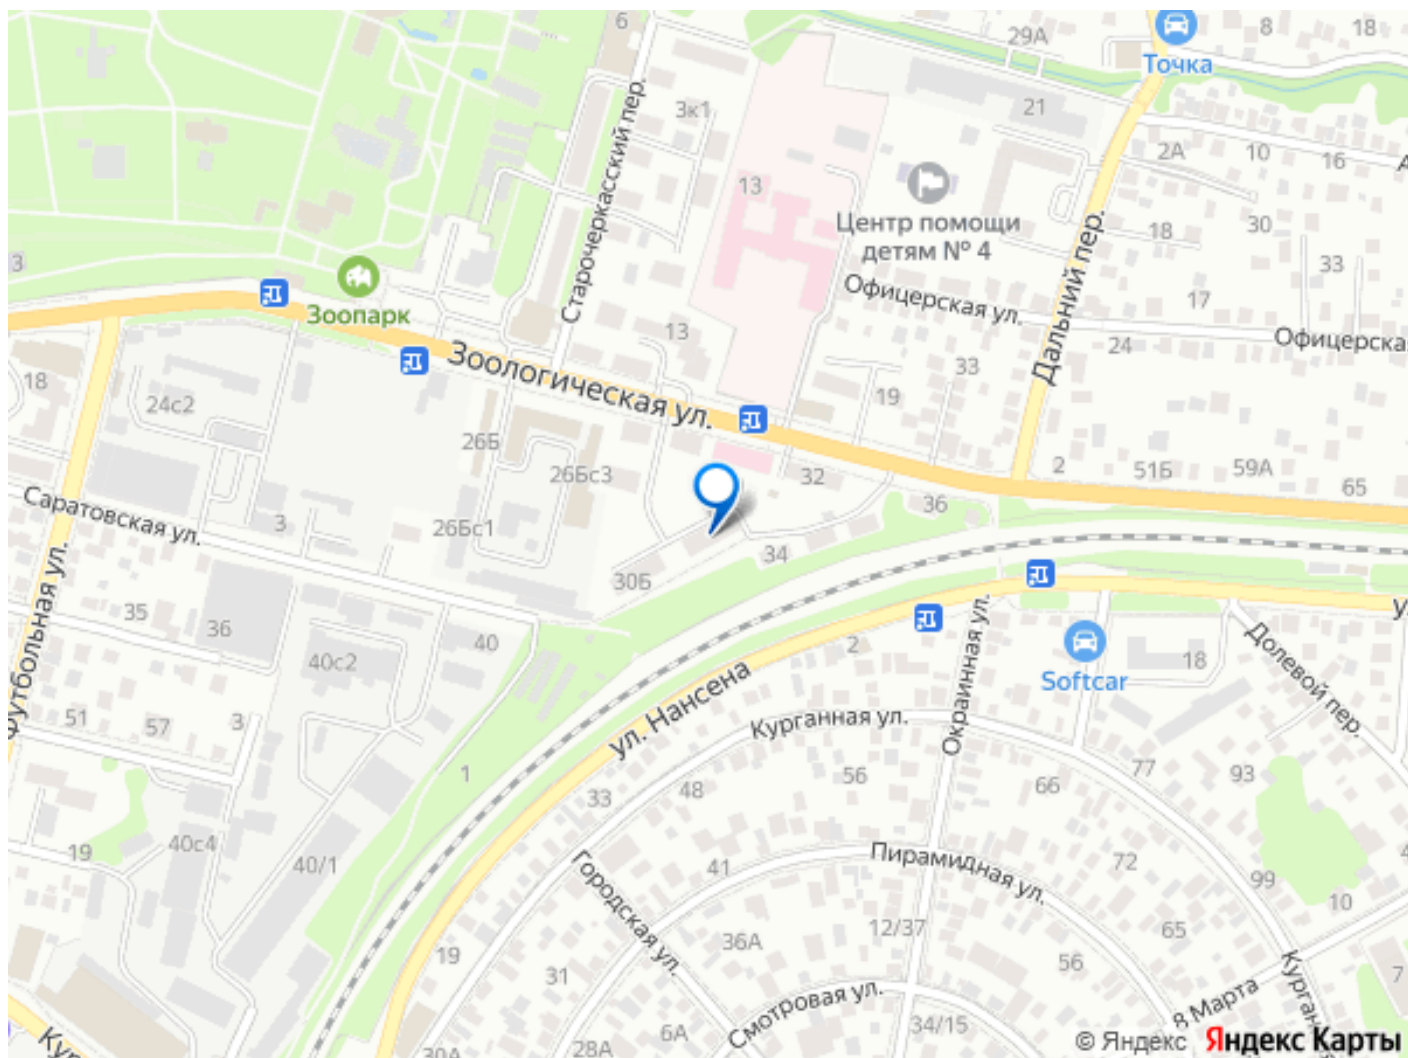 6
29А
8
18
Точка
3к1
21
Старочеркасский пер.
2А
10
16
13
Центр помощи
детям № 4
18
30
3
33
Дальний пер.
Зоопарк
Офицерская ул.
17
13
24
Офицерска
Зоологическая ул.
18
33
24с2
19
26Б
26Бс3
32
2
51Б
59А
65
36
Саратовская ул.
3
26Бс1
34
30Б
35
36
40
2
Футбольная ул.
40с2
Окраинная ул.
18
Softcar
Долевой пер.
51
57
3
ул. Нансена
Курганная ул.
1
33
48
56
66
77
93
19
40с4
40/1
Городская ул.
41
Пирамидная ул.
72
99
10
36А
12/37
65
19
31
56
7
8 Марта
Смотровая ул.
6А
34/15
30А
28А
© Яндекс
Яндекс Карты